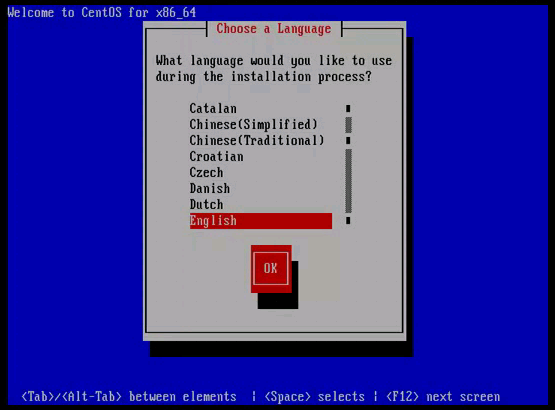 Welcome to CentOS for x86_64
Choose a Language
What language would you like to use
during the installation process?
Catalan
Chinese(Simplified)
Chinese(Traditional)
Croatian
Czech
Danish
Dutch
English
OK
<Tab>/<Alt-Tab> between elements | <Space> selects | <F12> next screen